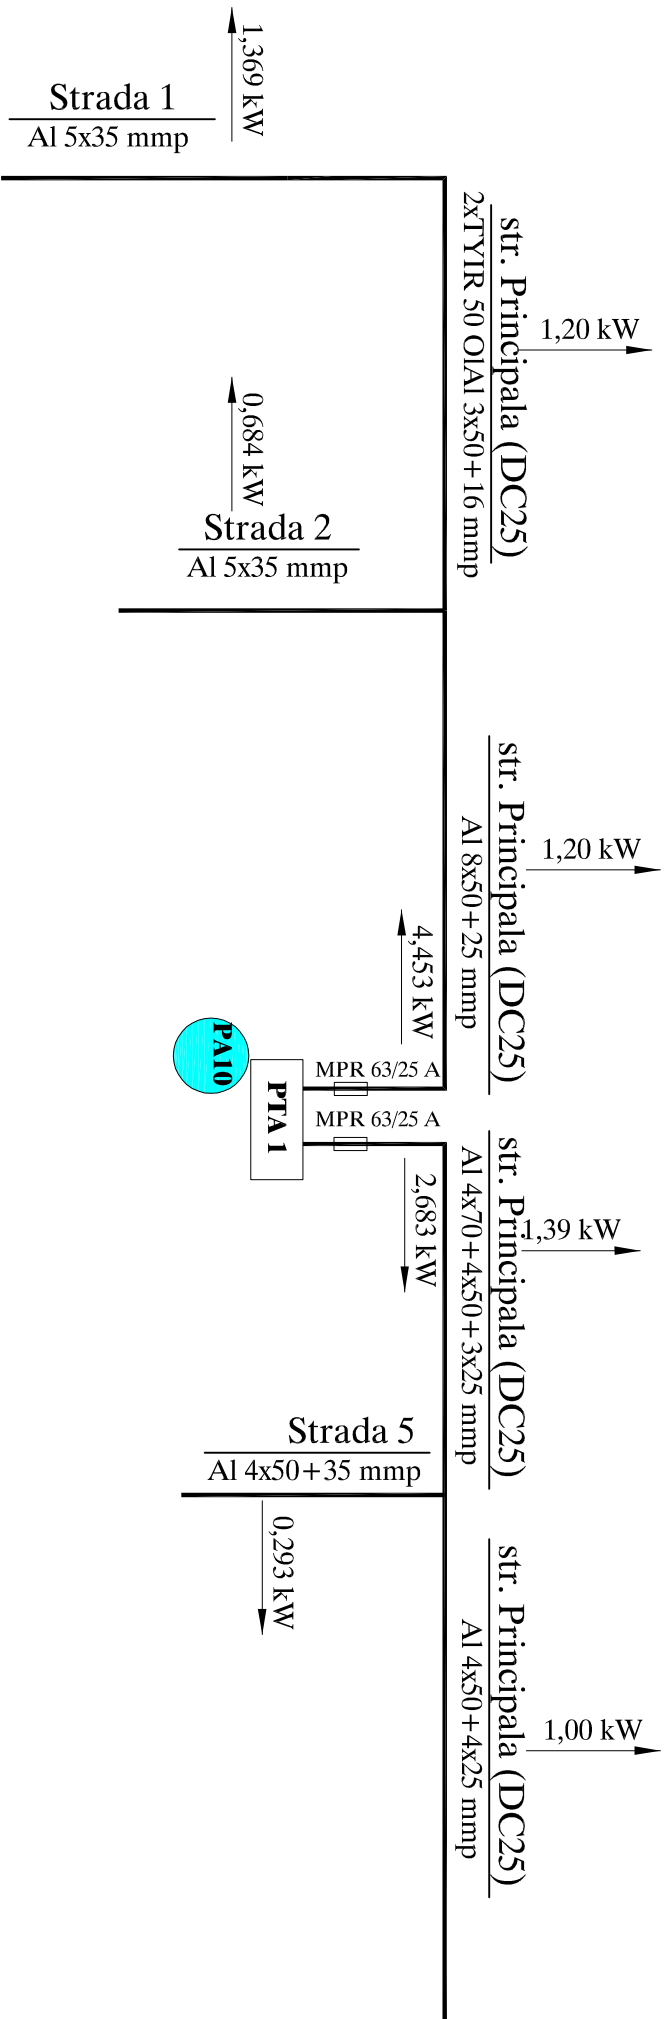 1,369 kW
Strada 1
Al 5x35 mmp
str. Principala (DC25)
2xTYIR 50 OlAl 3x50+16 mmp
1,20 kW
0,684 kW
Strada 2
Al 5x35 mmp
str. Principala (DC25)
Al 8x50+25 mmp
1,20 kW
4,453 kW
PA10
PTA 1
MPR 63/25 A
MPR 63/25 A
2,683 kW
str. Principala (DC25)
Al 4x70+4x50+3x25 mmp
1,39 kW
Strada 5
Al 4x50+35 mmp
0,293 kW
str. Principala (DC25)
Al 4x50+4x25 mmp
1,00 kW